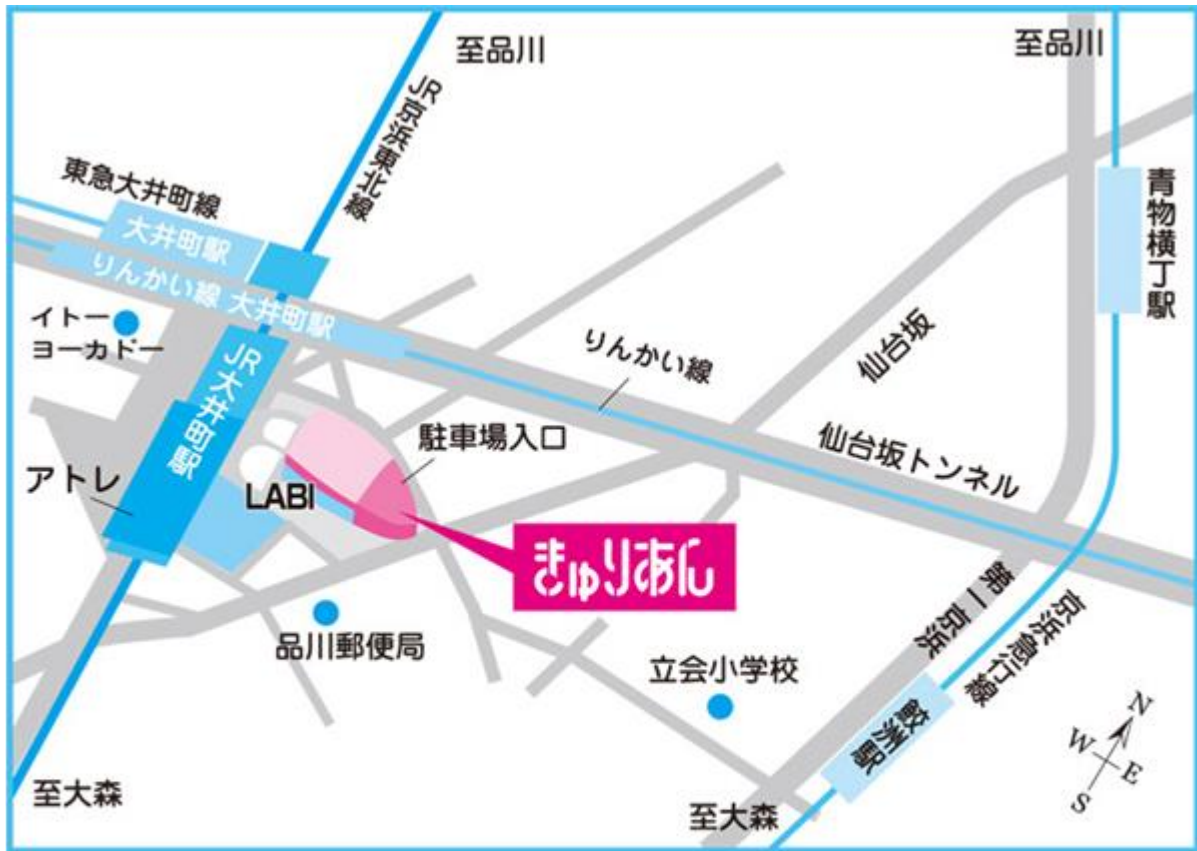 至品川
至品川
JR京浜東北線
東急大井町線
大井町駅
りんかい線 大井町駅
青物横丁駅
イトー
ヨーカドー
JR大井町駅
りんかい線
仙台坂
駐車場入口
仙台坂トンネル
アトレ
LABI
きゅりあん
第一京浜
京浜急行線
品川郵便局
立会小学校
鮫洲駅
N
W
E
S
至大森
至大森